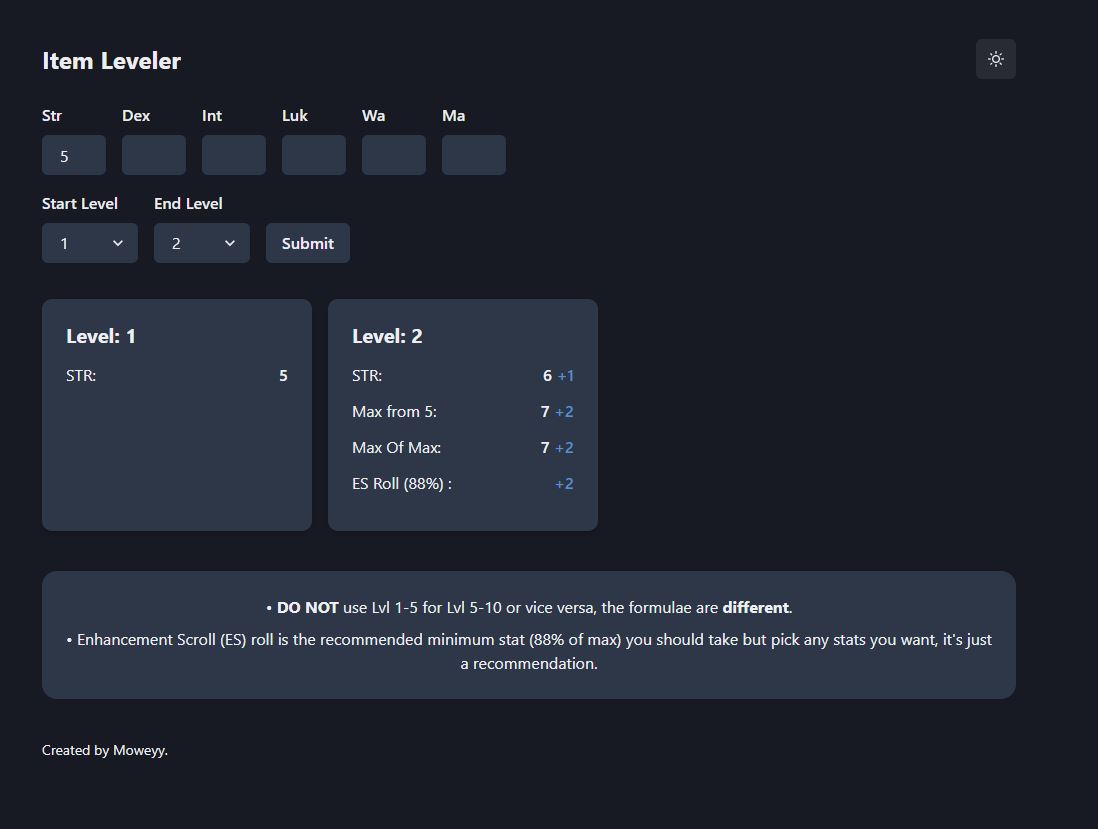 Item Leveler
Str Dex Int Luk Wa Ma
5
Start Level End Level
1 2 Submit
Level: 1
STR: 5
Level: 2
STR: 6 +1
Max from 5: 7 +2
Max Of Max: 7 +2
ES Roll (88%) : +2
• DO NOT use Lvl 1-5 for Lvl 5-10 or vice versa, the formulae are different.
• Enhancement Scroll (ES) roll is the recommended minimum stat (88% of max) you should take but pick any stats you want, it's just
a recommendation.
Created by Moweyy.